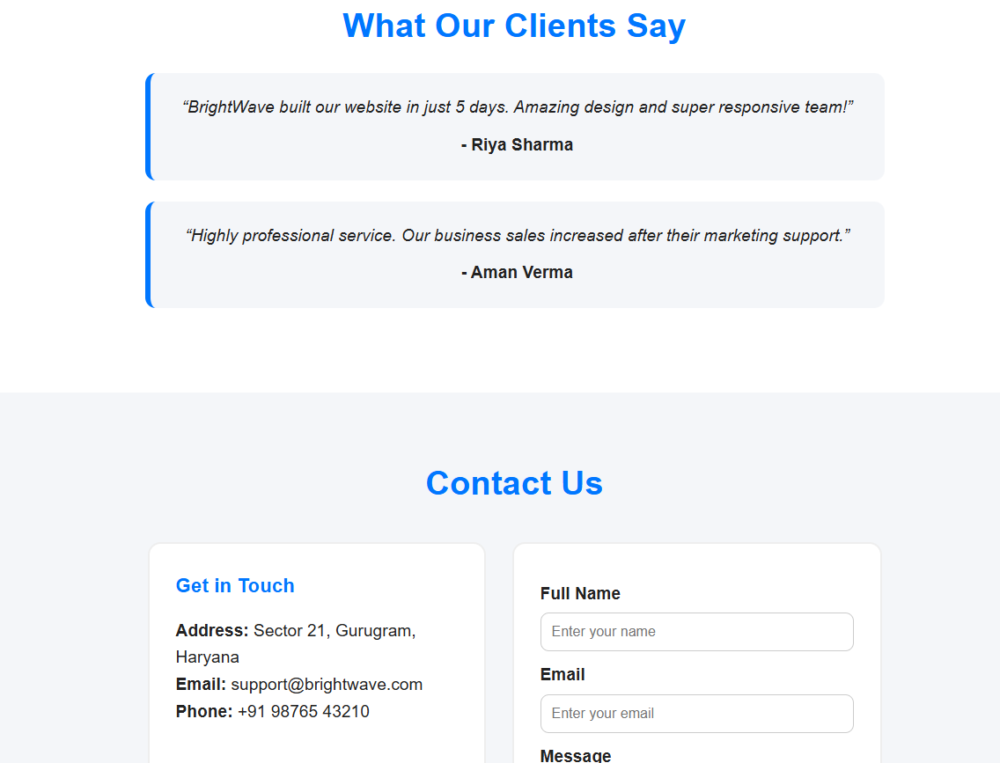 What Our Clients Say
“BrightWave built our website in just 5 days. Amazing design and super responsive team!”
- Riya Sharma
“Highly professional service. Our business sales increased after their marketing support.”
- Aman Verma
Contact Us
Get in Touch
Address: Sector 21, Gurugram,
Haryana
Email: support@brightwave.com
Phone: +91 98765 43210
Full Name
Enter your name
Email
Enter your email
Message